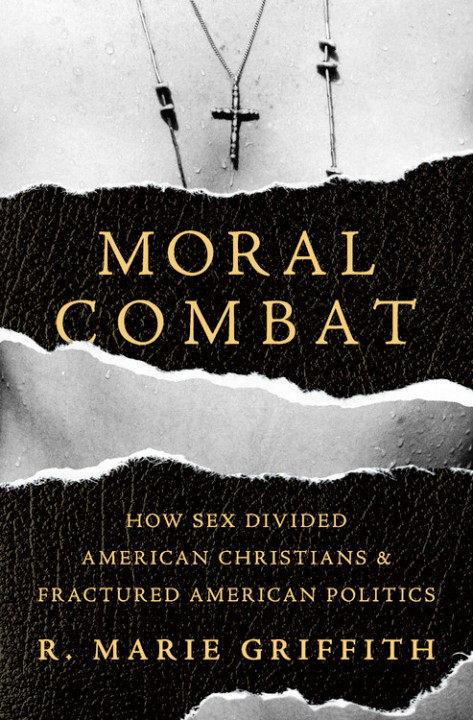 MORAL
COMBAT
HOW SEX DIVIDED
AMERICAN CHRISTIANS &
FRACTURED AMERICAN POLITICS
R. MARIE GRIFFITH